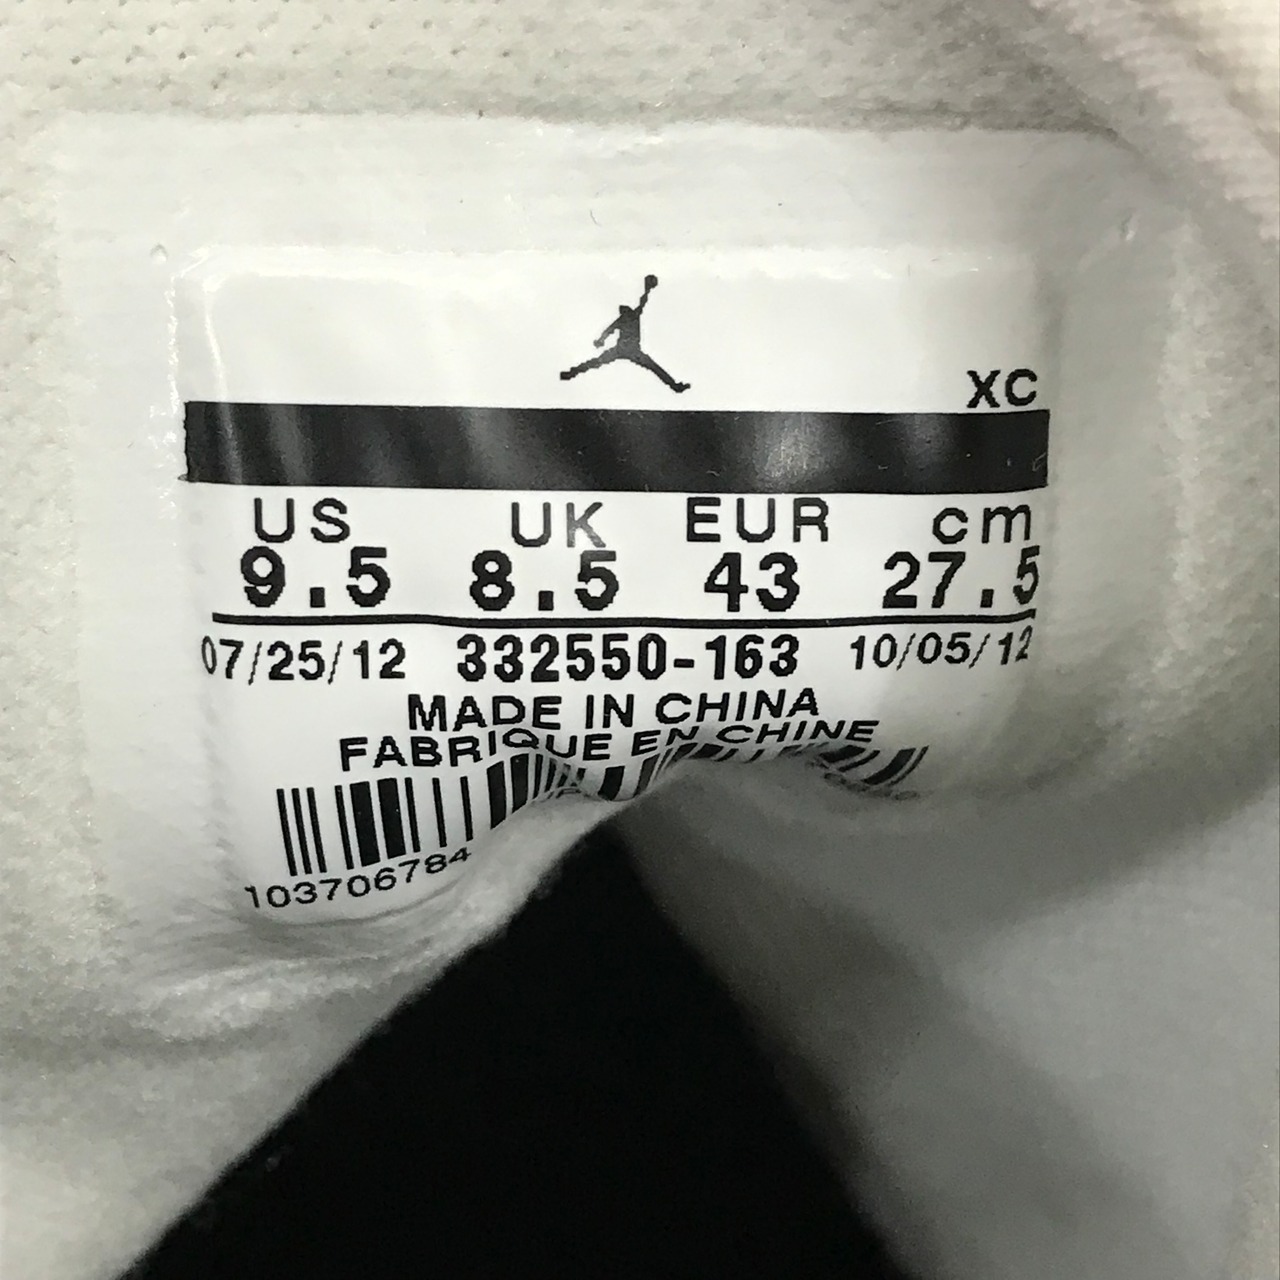 XC
US UK EUR cm
9.5 8.5 43 27.5
07/25/12 332550-163 10/05/12
MADE IN CHINA
FABRIQUE EN CHINE
103706784